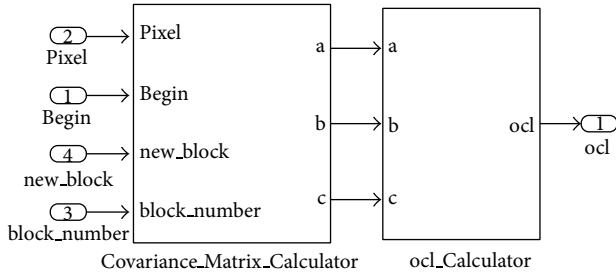 2
Pixel
Pixel
1
Begin
Begin
4
new_block
new_block
3
block_number
block_number
a
b
c
Covariance_Matrix_Calculator
a
b
c
ocl
ocl_Calculator
1
ocl